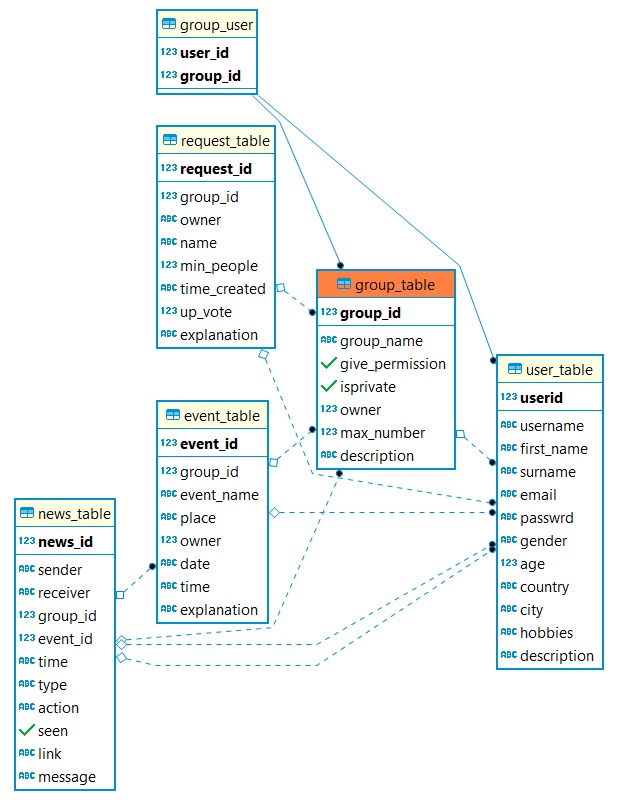 group_user
123 user_id
123 group_id
request_table
123 request_id
123 group_id
ABC owner
ABC name
123 min_people
ABC time_created
123 up_vote
ABC explanation
group_table
123 group_id
ABC group_name
give_permission
isprivate
123 owner
123 max_number
ABC description
user_table
123 userid
ABC username
ABC first_name
ABC surname
ABC email
ABC passwrd
ABC gender
123 age
ABC country
ABC city
ABC hobbies
ABC description
event_table
123 event_id
123 group_id
ABC event_name
ABC place
123 owner
ABC date
ABC time
ABC explanation
news_table
123 news_id
ABC sender
ABC receiver
123 group_id
123 event_id
ABC time
ABC type
ABC action
seen
ABC link
ABC message